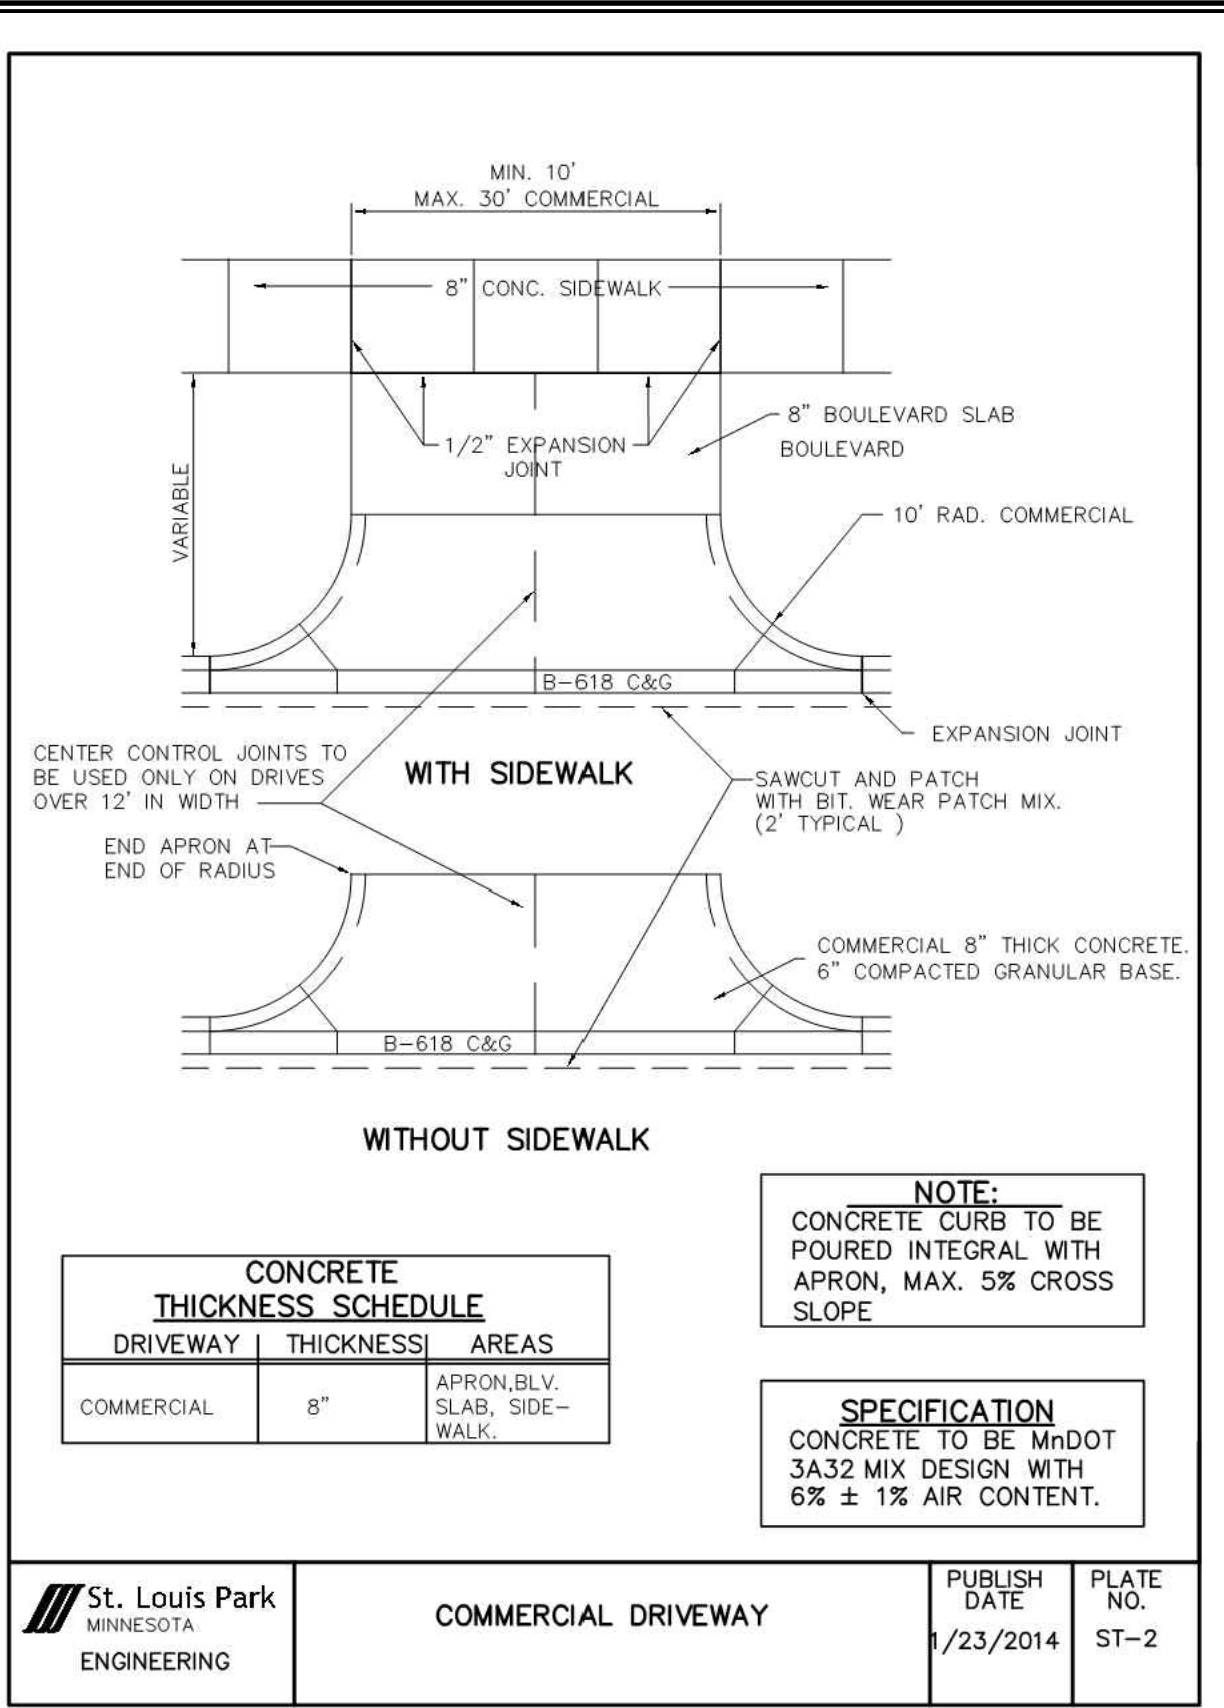 MIN. 10'
MAX. 30' COMMERCIAL
8" CONC. SIDEWALK
8" BOULEVARD SLAB
BOULEVARD
1/2" EXPANSION
JOINT
VARIABLE
10' RAD. COMMERCIAL
B-618 C&G
EXPANSION JOINT
CENTER CONTROL JOINTS TO
BE USED ONLY ON DRIVES
OVER 12' IN WIDTH
WITH SIDEWALK
SAWCUT AND PATCH
WITH BIT. WEAR PATCH MIX.
(2' TYPICAL )
END APRON AT
END OF RADIUS
COMMERCIAL 8" THICK CONCRETE.
6" COMPACTED GRANULAR BASE.
B-618 C&G
WITHOUT SIDEWALK
NOTE:
CONCRETE CURB TO BE
POURED INTEGRAL WITH
APRON, MAX. 5% CROSS
SLOPE
CONCRETE
THICKNESS SCHEDULE
DRIVEWAY THICKNESS AREAS
COMMERCIAL 8" APRON,BLV.
SLAB, SIDE-
WALK.
SPECIFICATION
CONCRETE TO BE MnDOT
3A32 MIX DESIGN WITH
6% ± 1% AIR CONTENT.
St. Louis Park
MINNESOTA
ENGINEERING
COMMERCIAL DRIVEWAY
PUBLISH
DATE
1/23/2014
PLATE
NO.
ST-2